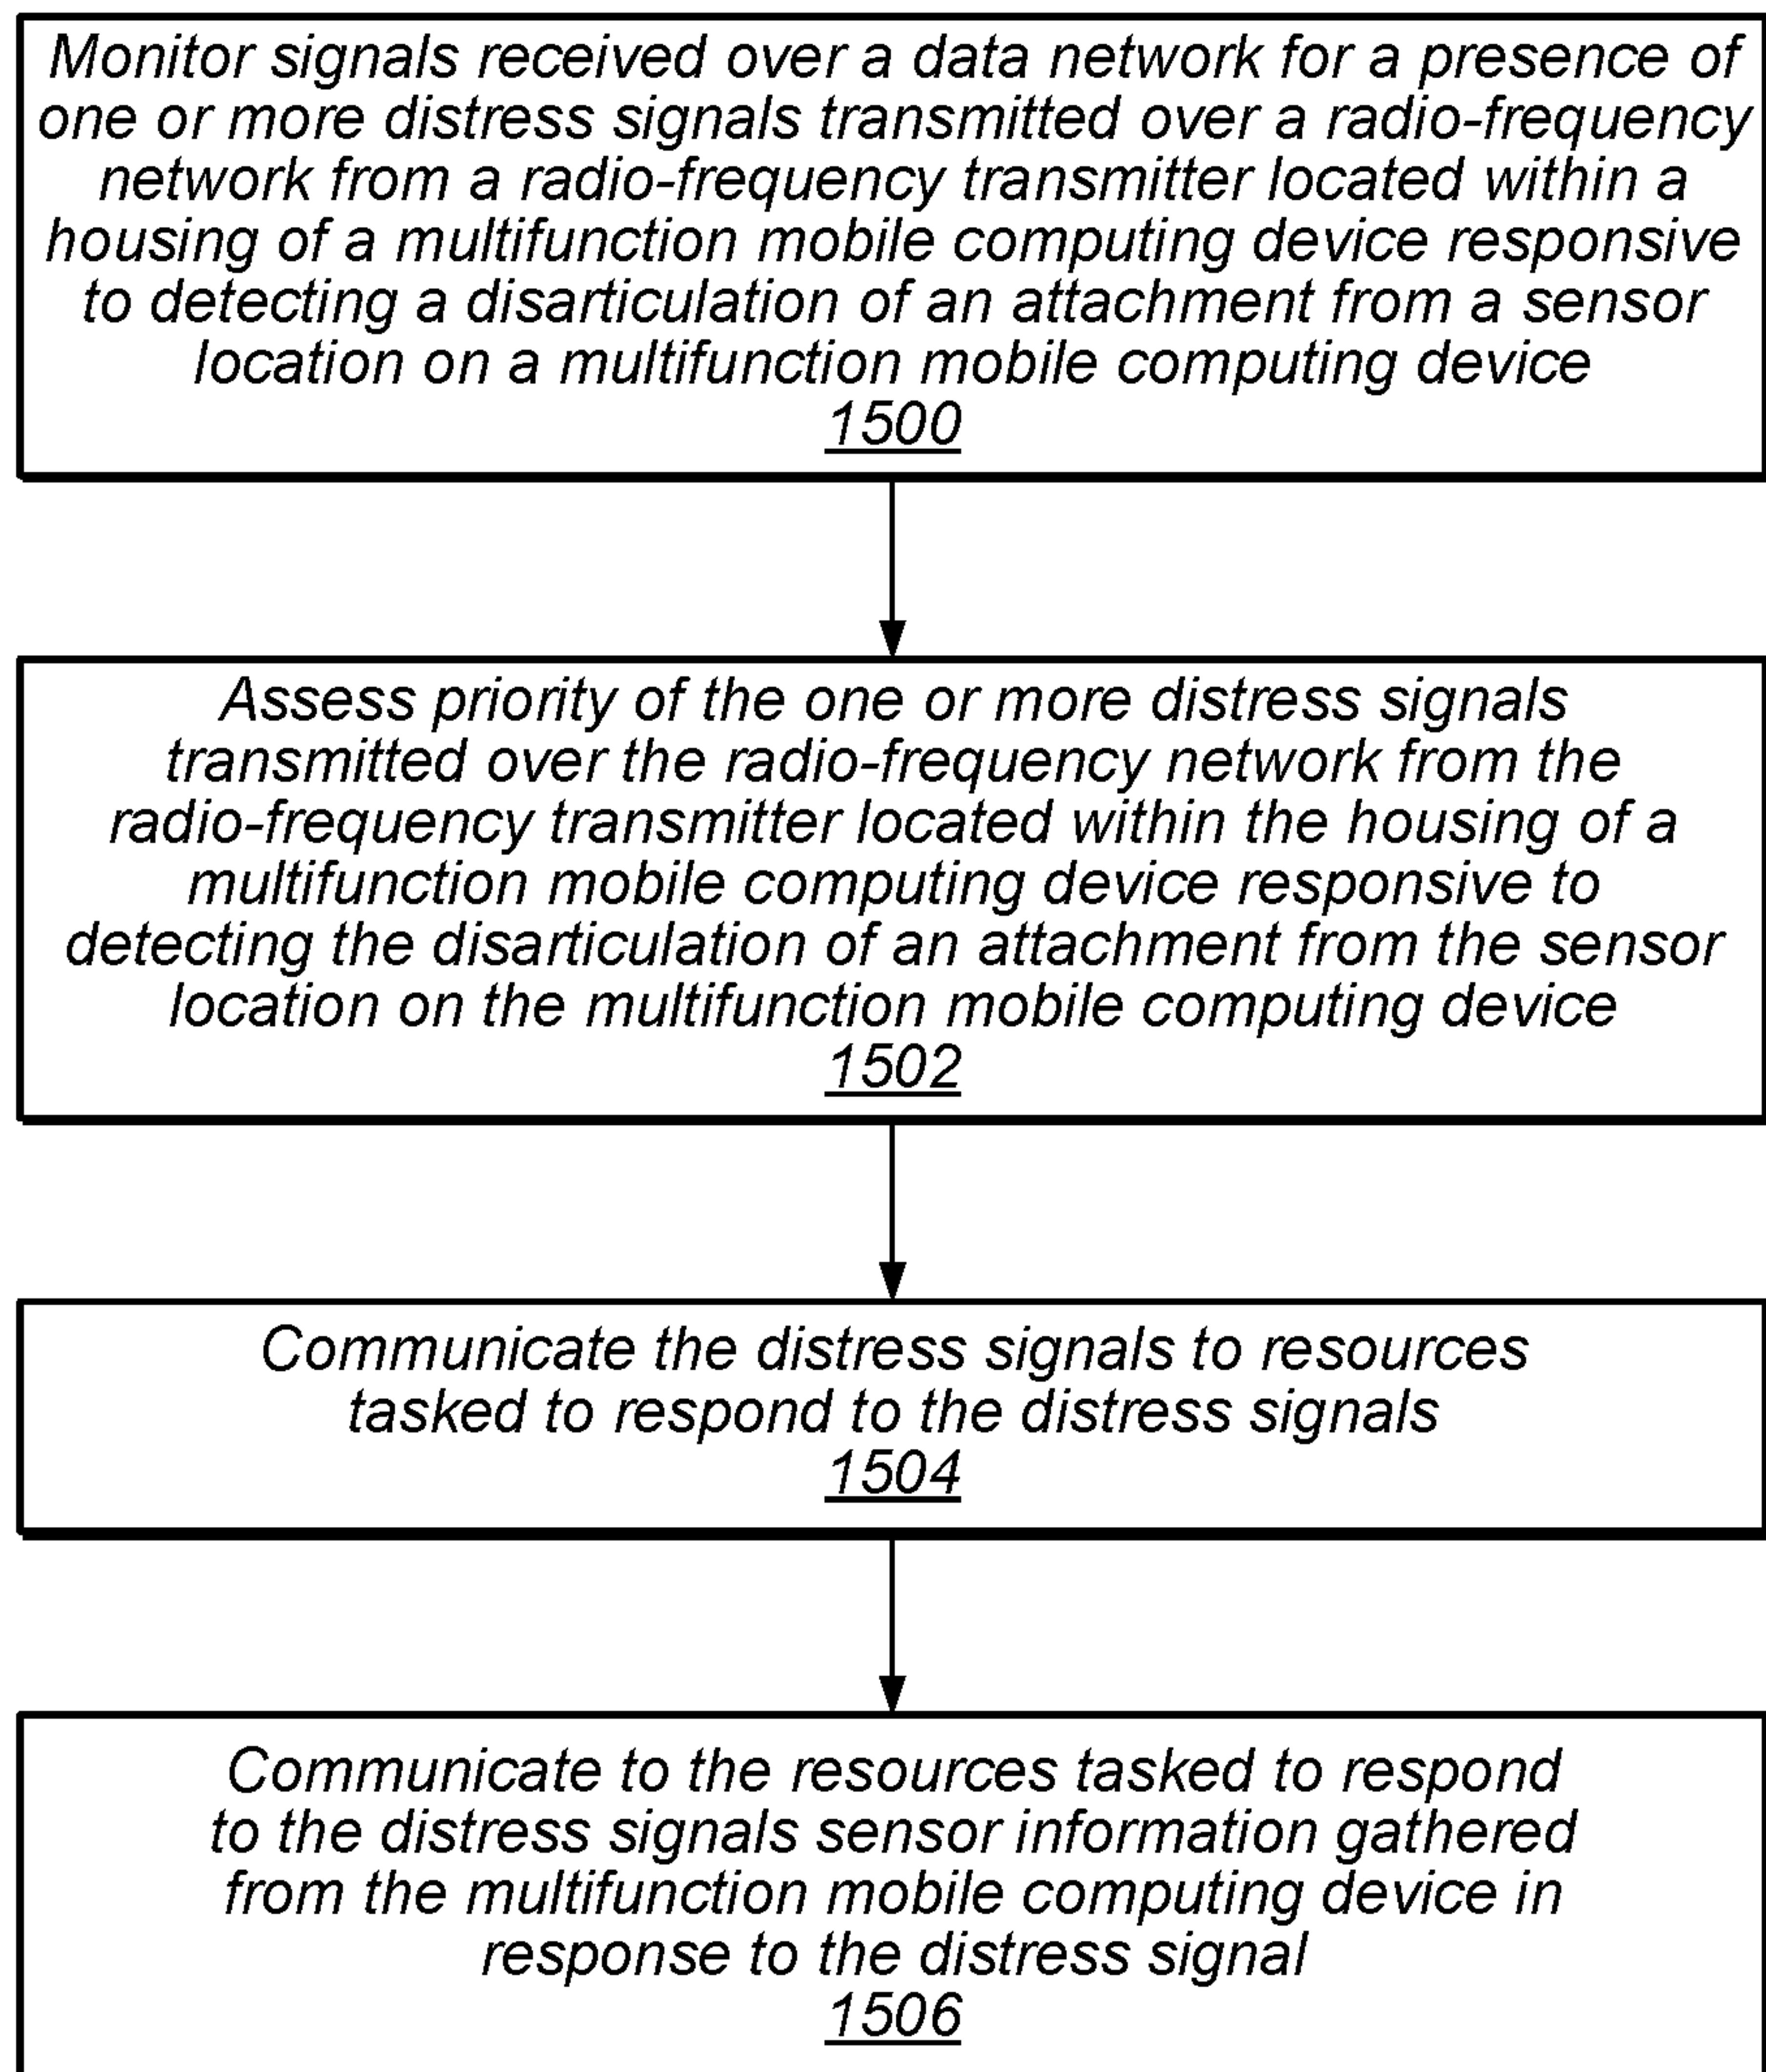 Monitor signals received over a data network for a presence of
one or more distress signals transmitted over a radio-frequency
network from a radio-frequency transmitter located within a
housing of a multifunction mobile computing device responsive
to detecting a disarticulation of an attachment from a sensor
location on a multifunction mobile computing device
1500
Assess priority of the one or more distress signals
transmitted over the radio-frequency network from the
radio-frequency transmitter located within the housing of a
multifunction mobile computing device responsive to
detecting the disarticulation of an attachment from the sensor
location on the multifunction mobile computing device
1502
Communicate the distress signals to resources
tasked to respond to the distress signals
1504
Communicate to the resources tasked to respond
to the distress signals sensor information gathered
from the multifunction mobile computing device in
response to the distress signal
1506